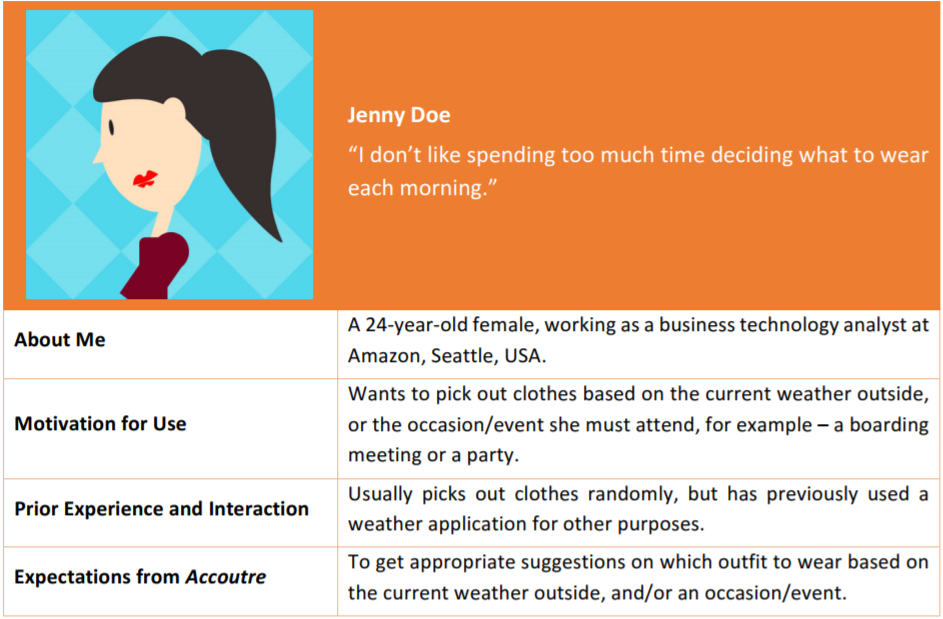 Jenny Doe
“I don’t like spending too much time deciding what to wear
each morning.”
About Me
A 24-year-old female, working as a business technology analyst at
Amazon, Seattle, USA.
Motivation for Use
Wants to pick out clothes based on the current weather outside,
or the occasion/event she must attend, for example – a boarding
meeting or a party.
Prior Experience and Interaction
Usually picks out clothes randomly, but has previously used a
weather application for other purposes.
Expectations from Accoutre
To get appropriate suggestions on which outfit to wear based on
the current weather outside, and/or an occasion/event.